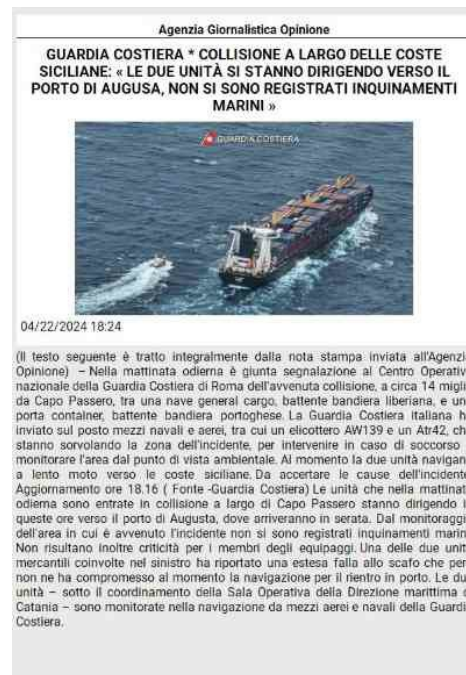 Agenzia Giornalistica Opinione
GUARDIA COSTIERA * COLLISIONE A LARGO DELLE COSTE
SICILIANE: « LE DUE UNITÀ SI STANNO DIRIGENDO VERSO IL
PORTO DI AUGUSA, NON SI SONO REGISTRATI INQUINAMENTI
MARINI »
GUARDIA COSTIERA
04/22/2024 18:24
(Il testo seguente è tratto integralmente dalla nota stampa inviata all'Agenzi
Opinione) – Nella mattinata odierna è giunta segnalazione al Centro Operativ
nazionale della Guardia Costiera di Roma dell'avvenuta collisione, a circa 14 migli
da Capo Passero, tra una nave general cargo, battente bandiera liberiana, e un
porta container, battente bandiera portoghese. La Guardia Costiera italiana h
inviato sul posto mezzi navali e aerei, tra cui un elicottero AW139 e un Atr42, ch
stanno sorvolando la zona dell'incidente, per intervenire in caso di soccorso
monitorare l'area dal punto di vista ambientale. Al momento la due unità navigan
a lento moto verso le coste siciliane. Da accertare le cause dell'incidente
Aggiornamento ore 18.16 ( Fonte -Guardia Costiera) Le unità che nella mattinat
odierna sono entrate in collisione a largo di Capo Passero stanno dirigendo i
queste ore verso il porto di Augusta, dove arriveranno in serata. Dal monitoraggi
dell'area in cui è avvenuto l'incidente non si sono registrati inquinamenti marin
Non risultano inoltre criticità per i membri degli equipaggi. Una delle due unit
mercantili coinvolte nel sinistro ha riportato una estesa falla allo scafo che per
non ne ha compromesso al momento la navigazione per il rientro in porto. Le du
unità – sotto il coordinamento della Sala Operativa della Direzione marittima d
Catania – sono monitorate nella navigazione da mezzi aerei e navali della Guardi
Costiera.